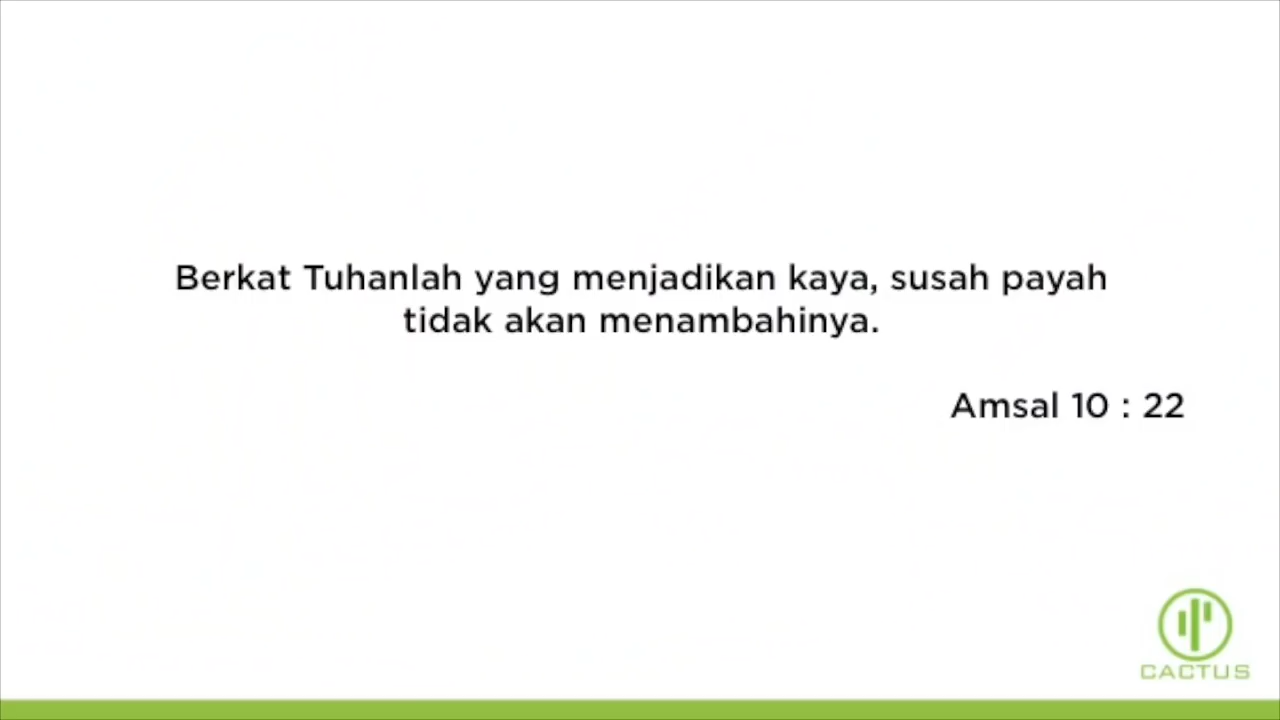 Berkat Tuhanlah yang menjadikan kaya, susah payah
tidak akan menambahinya.
Amsal 10 : 22
CACTUS